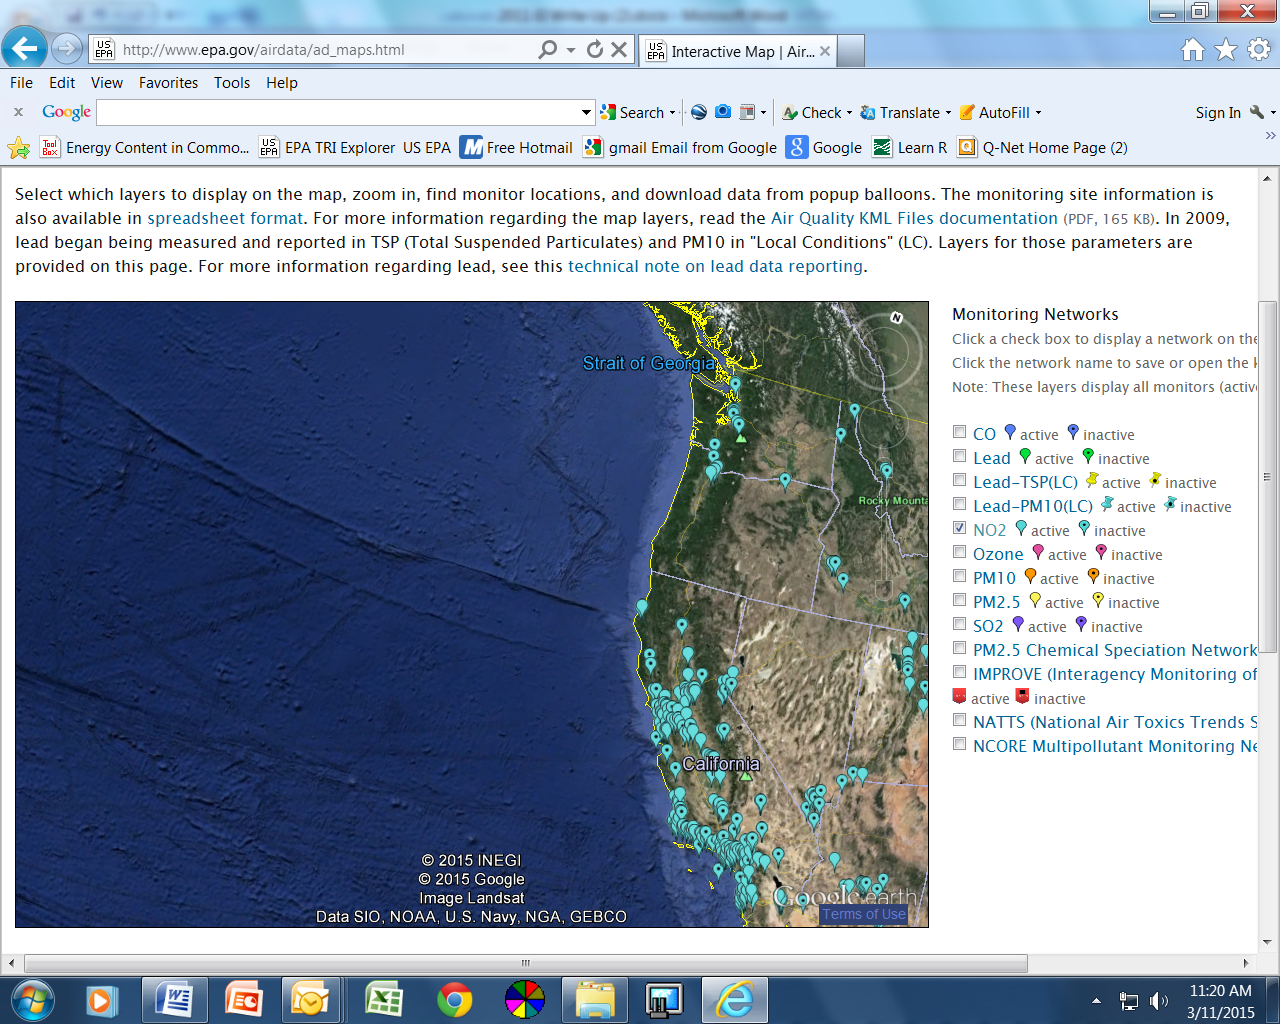 http://www.epa.gov/airdata/ad_maps.html
US EPA
Interactive Map | Air...
File Edit View Favorites Tools Help
x Google Search Check Translate AutoFill Sign In
Tool Box Energy Content in Commo... US EPA EPA TRI Explorer US EPA M Free Hotmail gmail Email from Google 8 Google Learn R Q Q-Net Home Page (2)
Select which layers to display on the map, zoom in, find monitor locations, and download data from popup balloons. The monitoring site information is
also available in spreadsheet format. For more information regarding the map layers, read the Air Quality KML Files documentation (PDF, 165 KB). In 2009,
lead began being measured and reported in TSP (Total Suspended Particulates) and PM10 in "Local Conditions" (LC). Layers for those parameters are
provided on this page. For more information regarding lead, see this technical note on lead data reporting.
N
Strait of Georgia
Rocky Mounta
California
© 2015 INEGI
© 2015 Google
Image Landsat
Data SIO, NOAA, U.S. Navy, NGA, GEBCO
Google earth
Terms of Use
Monitoring Networks
Click a check box to display a network on the
Click the network name to save or open the k
Note: These layers display all monitors (activ
CO active inactive
Lead active inactive
Lead-TSP(LC) active inactive
Lead-PM10(LC) active inactive
NO2 active inactive
Ozone active inactive
PM10 active inactive
PM2.5 active inactive
SO2 active inactive
PM2.5 Chemical Speciation Network
IMPROVE (Interagency Monitoring of
active inactive
NATTS (National Air Toxics Trends S
NCORE Multipollutant Monitoring Ne
11:20 AM
3/11/2015